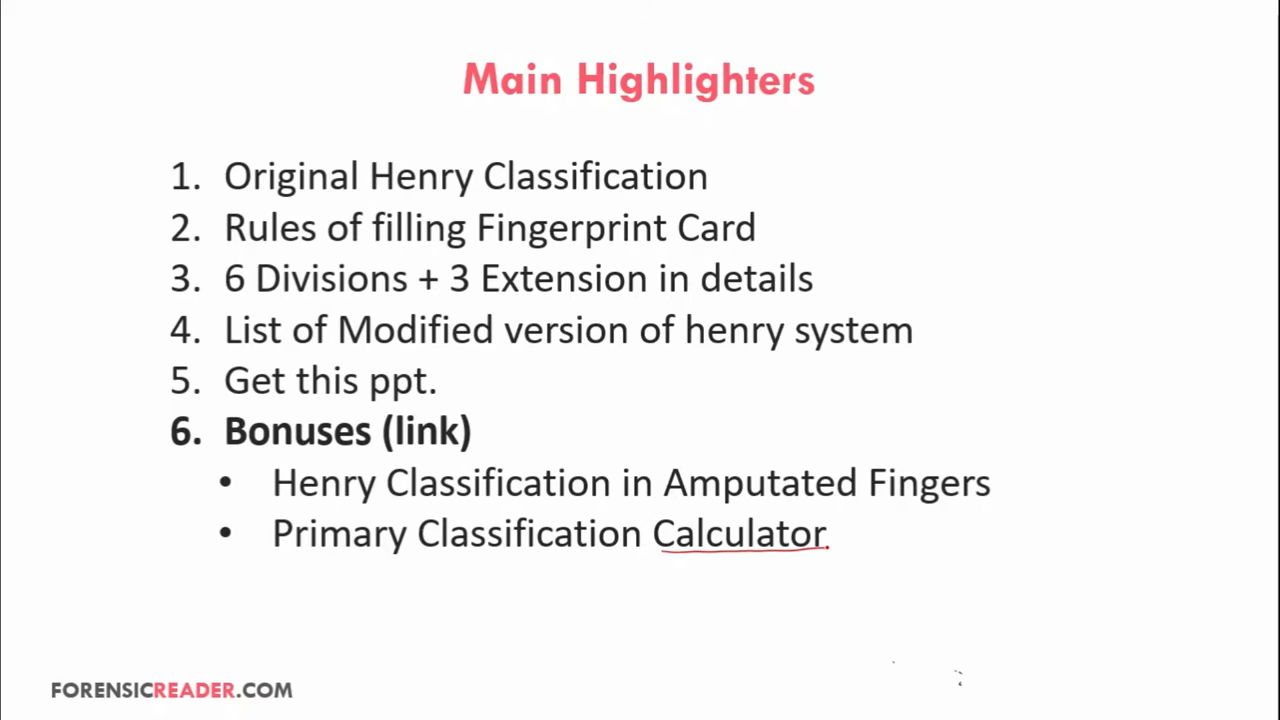 Main Highlighters
1. Original Henry Classification
2. Rules of filling Fingerprint Card
3. 6 Divisions + 3 Extension in details
4. List of Modified version of henry system
5. Get this ppt.
6. Bonuses (link)
• Henry Classification in Amputated Fingers
• Primary Classification Calculator
FORENSICREADER.COM